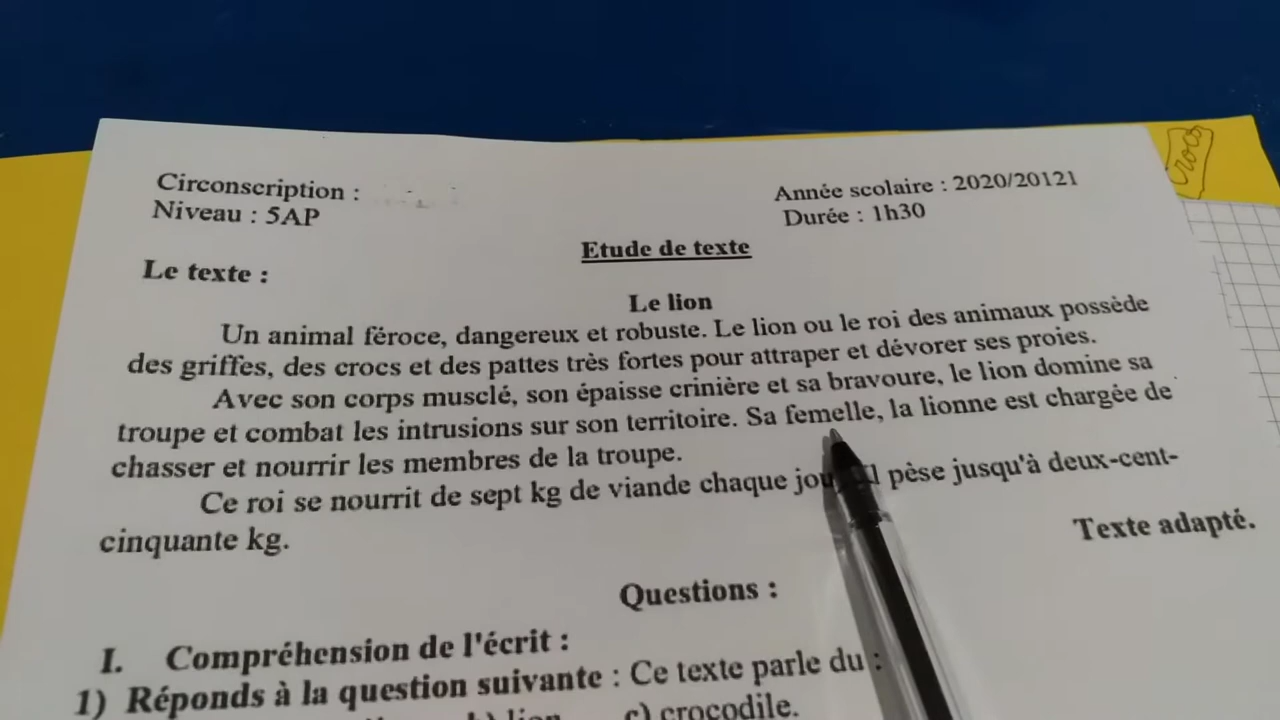 Circonscription :
Niveau : 5AP
Année scolaire : 2020/20121
Durée : 1h30
Etude de texte
Le texte :
Le lion
Un animal féroce, dangereux et robuste. Le lion ou le roi des animaux possède
des griffes, des crocs et des pattes très fortes pour attraper et dévorer ses proies.
Avec son corps musclé, son épaisse crinière et sa bravoure, le lion domine sa
troupe et combat les intrusions sur son territoire. Sa femelle, la lionne est chargée de
chasser et nourrir les membres de la troupe.
Ce roi se nourrit de sept kg de viande chaque pèse jusqu'à deux-cent-
cinquante kg.
Texte adapté.
Questions :
I. Compréhension de l'écrit :
1) Réponds à la question suivante : Ce texte parle du :
b) lion c) crocodile.
crocs